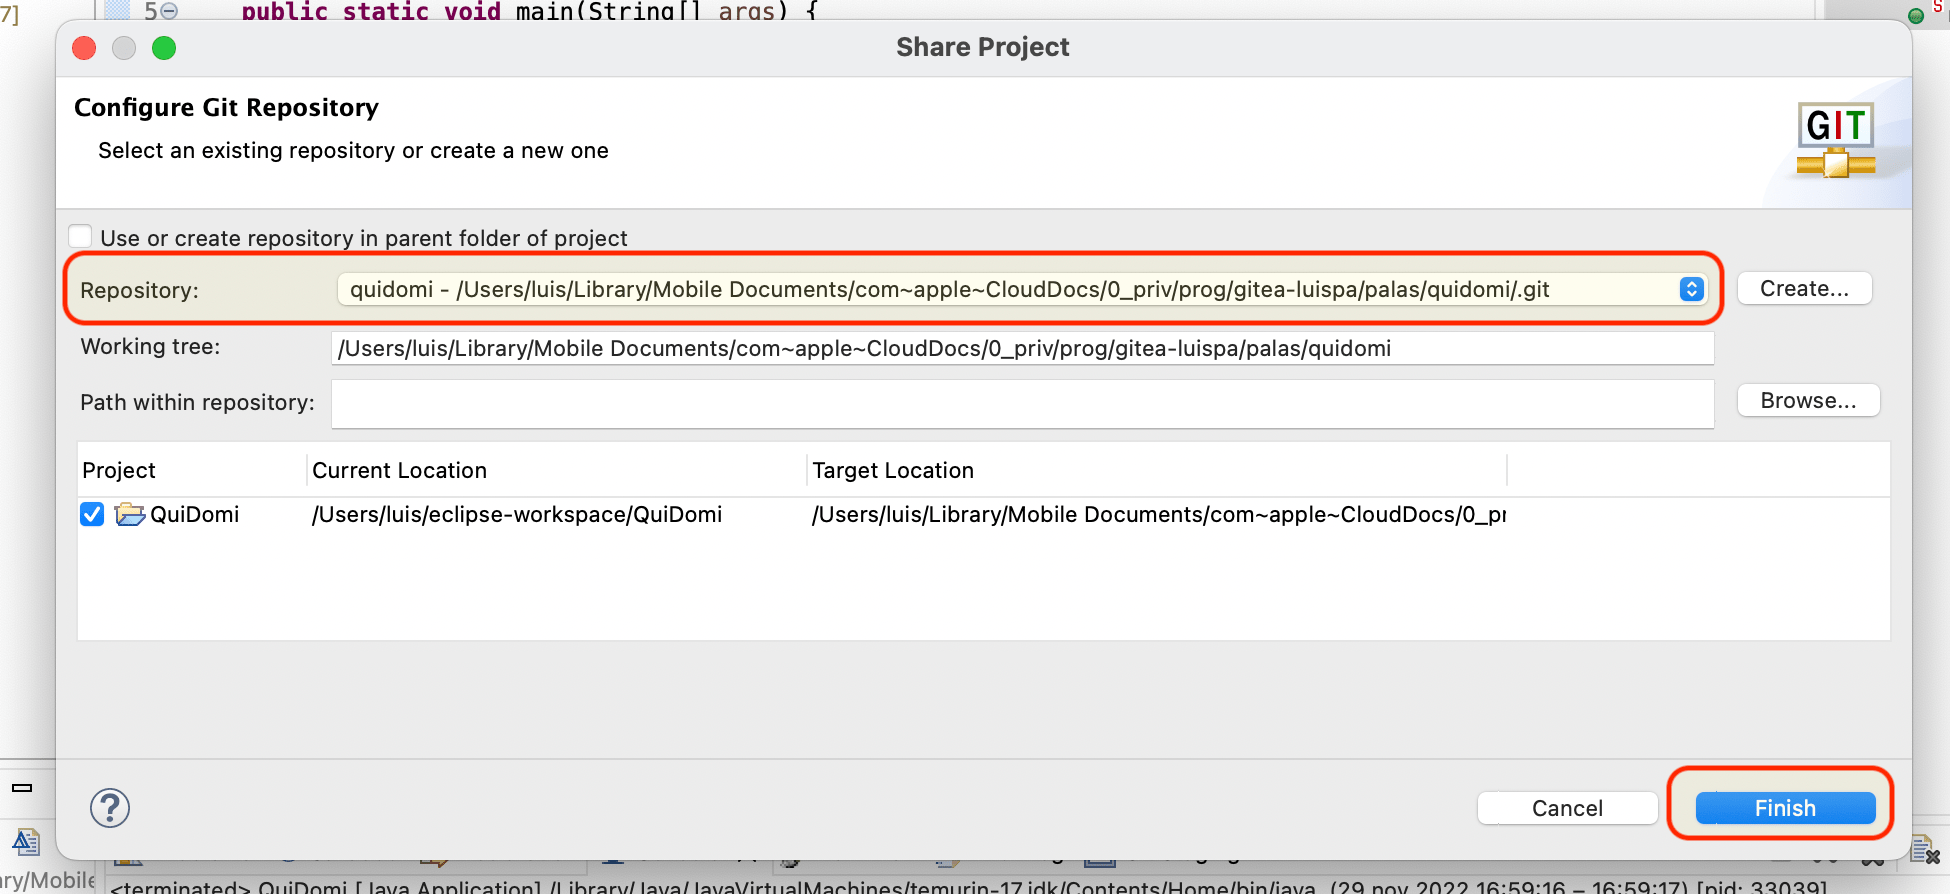 7]
5
public static void main(String[] args) {
S
Share Project
Configure Git Repository
Select an existing repository or create a new one
GIT
Use or create repository in parent folder of project
Repository: quidomi - /Users/luis/Library/Mobile Documents/com~apple~CloudDocs/0_priv/prog/gitea-luispa/palas/quidomi/.git Create...
Working tree: /Users/luis/Library/Mobile Documents/com~apple~CloudDocs/0_priv/prog/gitea-luispa/palas/quidomi
Path within repository: Browse...
Project Current Location Target Location
QuiDomi /Users/luis/eclipse-workspace/QuiDomi /Users/luis/Library/Mobile Documents/com~apple~CloudDocs/0_pr
? Cancel Finish
ry/Mobile
<terminated> QuiDomi [Java Application] /Library/Java/JavaVirtualMachines/temurin-17.jdk/Contents/Home/bin/java (29 nov 2022 16:59:16 – 16:59:17) [pid: 33039]